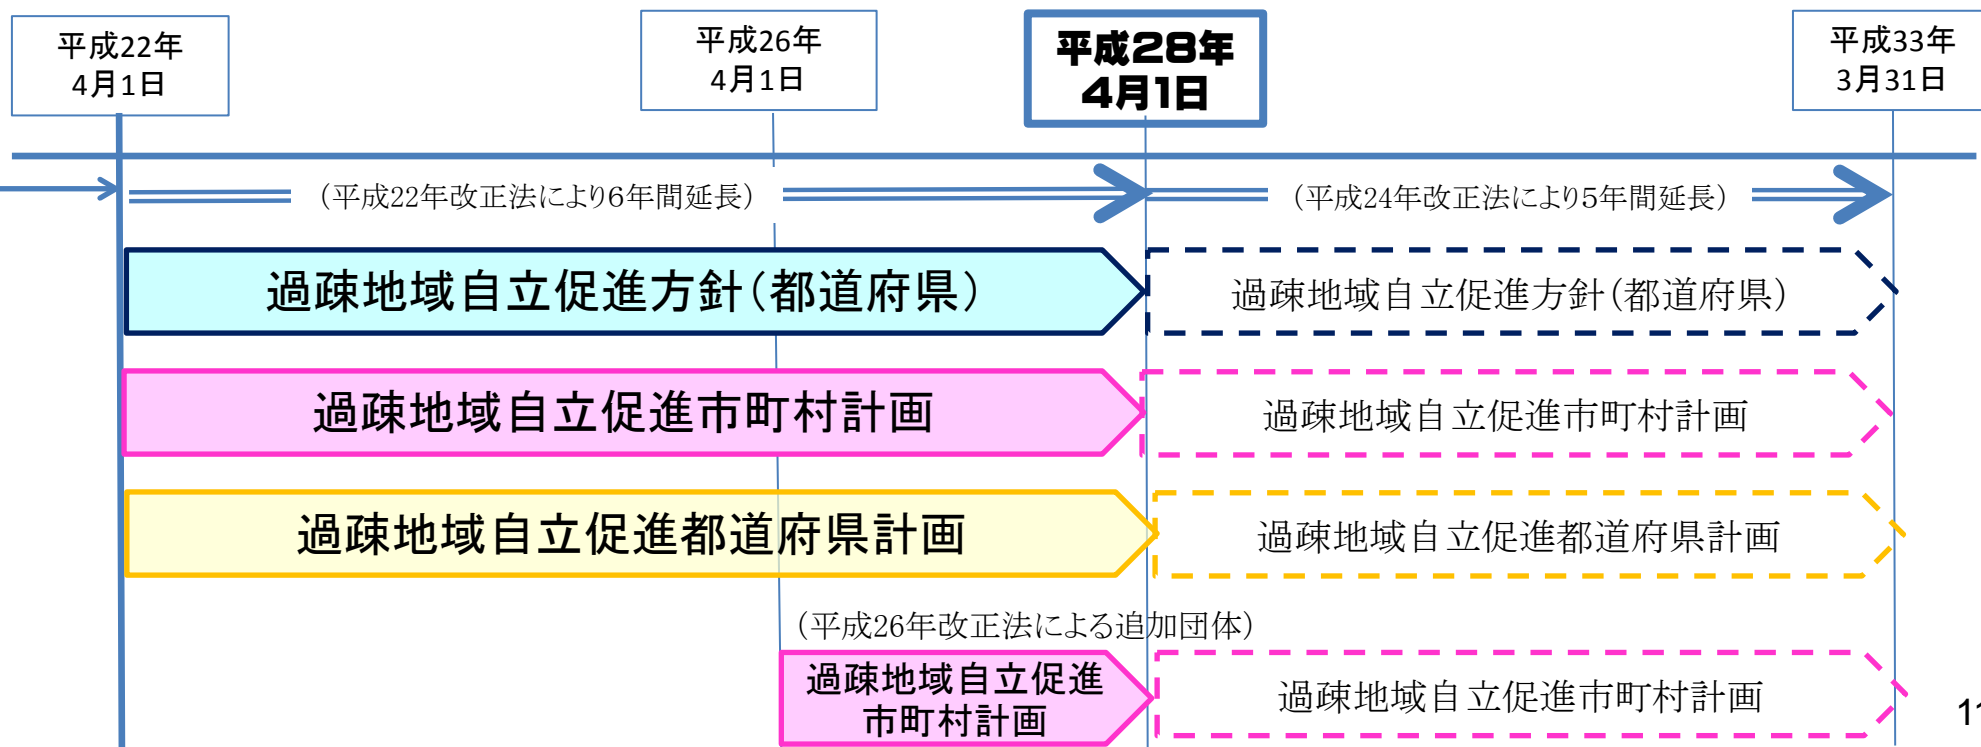 平成22年
4月1日
平成26年
4月1日
平成28年
4月1日
平成33年
3月31日
（平成22年改正法により6年間延長）
（平成24年改正法により5年間延長）
過疎地域自立促進方針（都道府県）
過疎地域自立促進方針（都道府県）
過疎地域自立促進市町村計画
過疎地域自立促進市町村計画
過疎地域自立促進都道府県計画
過疎地域自立促進都道府県計画
（平成26年改正法による追加団体）
過疎地域自立促進
市町村計画
過疎地域自立促進市町村計画
11